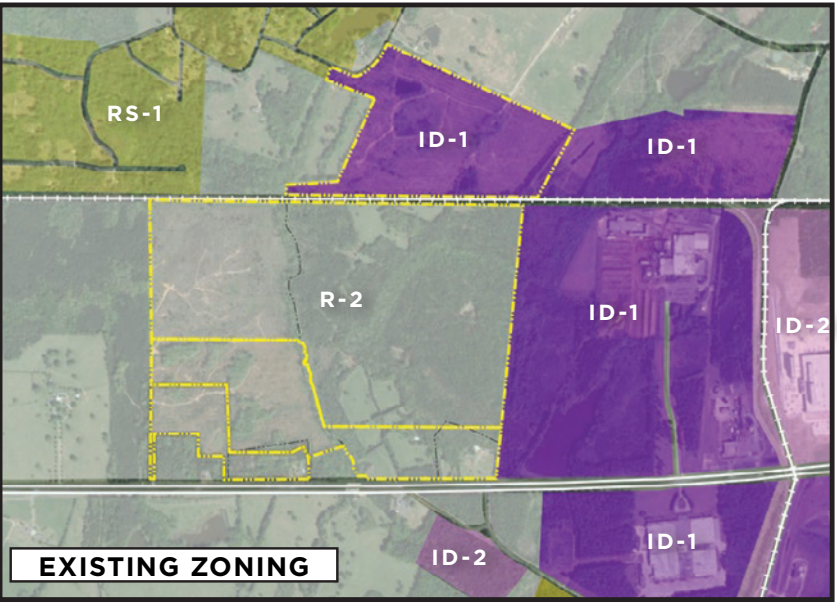 RS-1
ID-1
ID-1
R-2
ID-1
ID-2
ID-1
ID-2
EXISTING ZONING